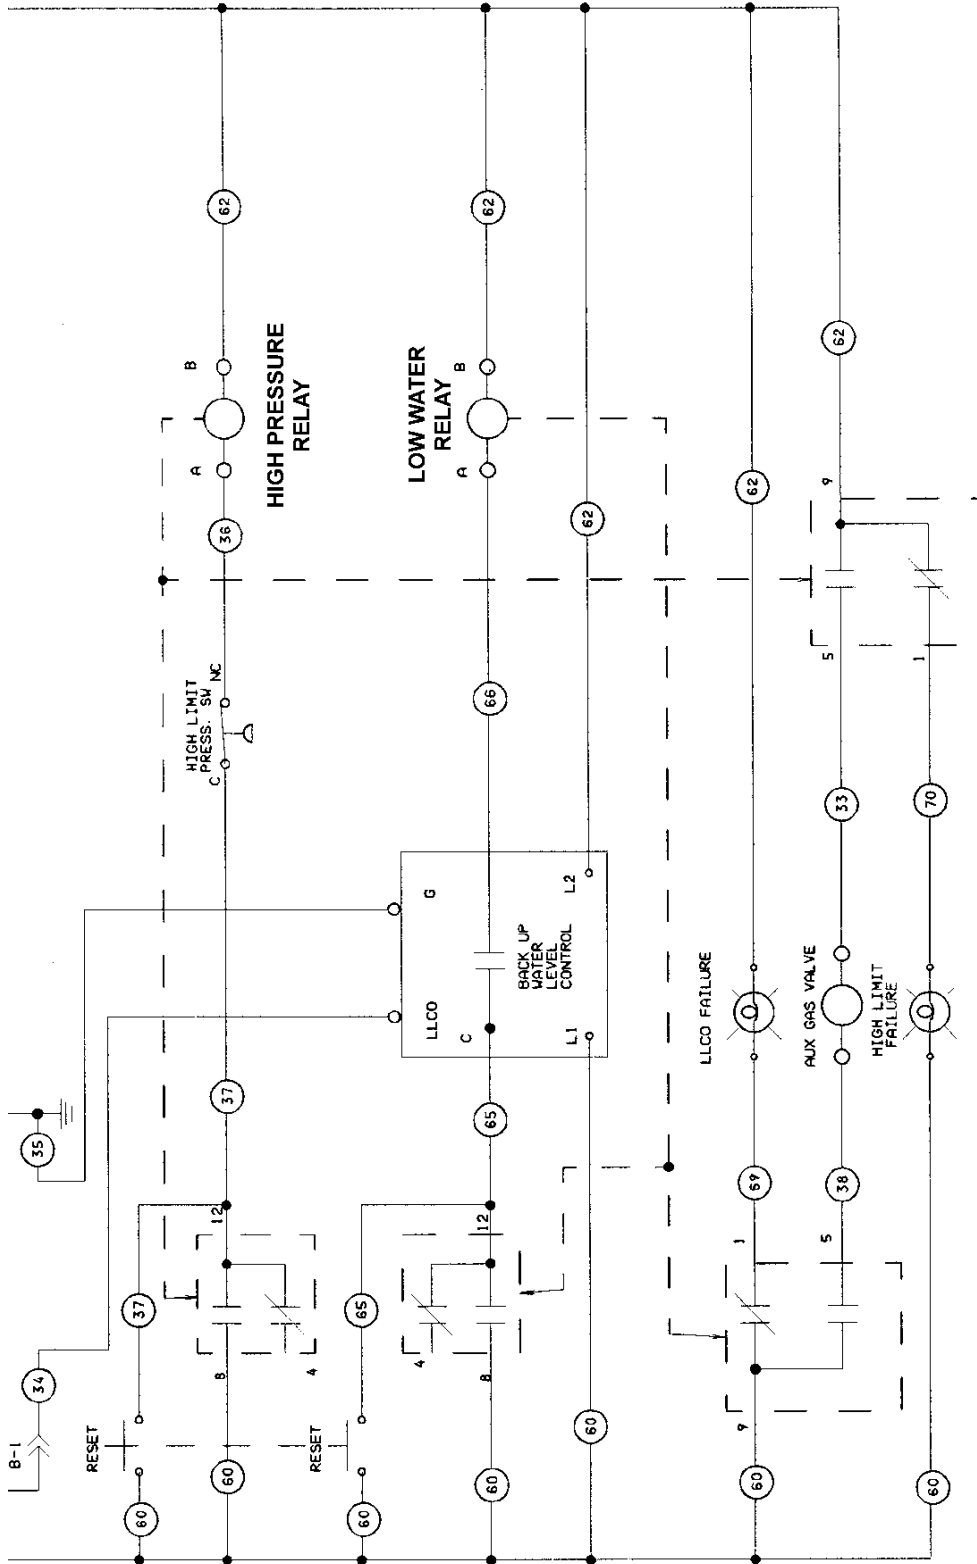 B-1
34
35
RESET
60
37
60
8
4
12
37
C
HIGH LIMIT
PRESS. SW
NC
36
A
B
HIGH PRESSURE
RELAY
62
RESET
60
65
60
8
4
12
65
LLCO
G
C
BACK UP
WATER
LEVEL
CONTROL
L1
L2
60
66
A
B
LOW WATER
RELAY
62
62
60
9
1
5
LLCO FAILURE
62
38
AUX GAS VALVE
33
5
9
62
60
HIGH LIMIT
FAILURE
70
1